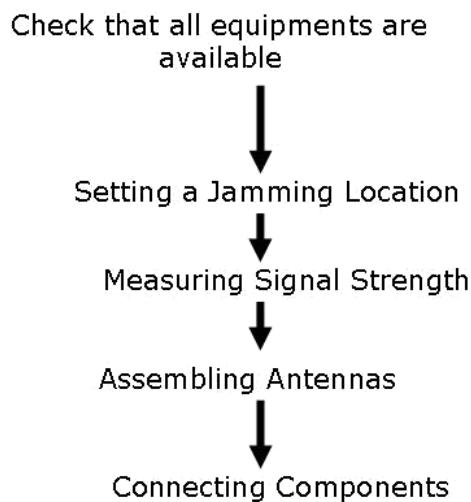 Check that all equipments are
available
Setting a Jamming Location
Measuring Signal Strength
Assembling Antennas
Connecting Components